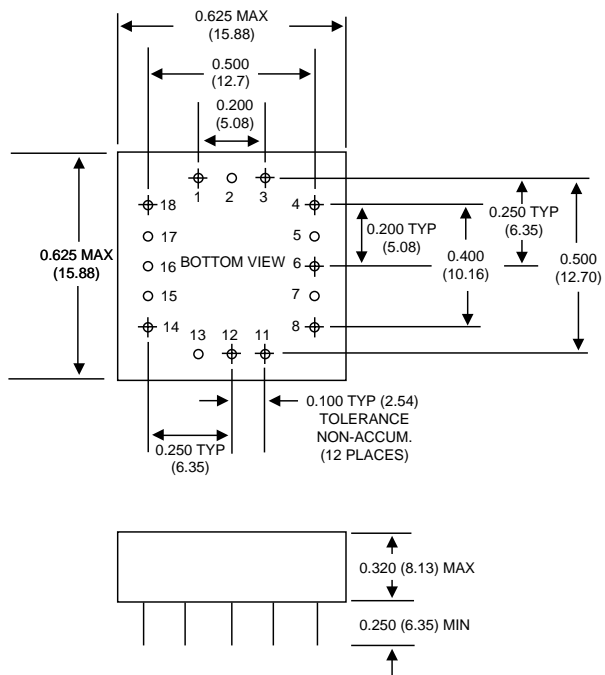 0.625 MAX
(15.88)
0.500
(12.7)
0.200
(5.08)
1
2
3
18
17
16
15
14
4
5
6
7
8
BOTTOM VIEW
13
12
11
0.625 MAX
(15.88)
0.200 TYP
(5.08)
0.400
(10.16)
0.250 TYP
(6.35)
0.500
(12.70)
0.250 TYP
(6.35)
0.100 TYP (2.54)
TOLERANCE
NON-ACCUM.
(12 PLACES)
0.320 (8.13) MAX
0.250 (6.35) MIN